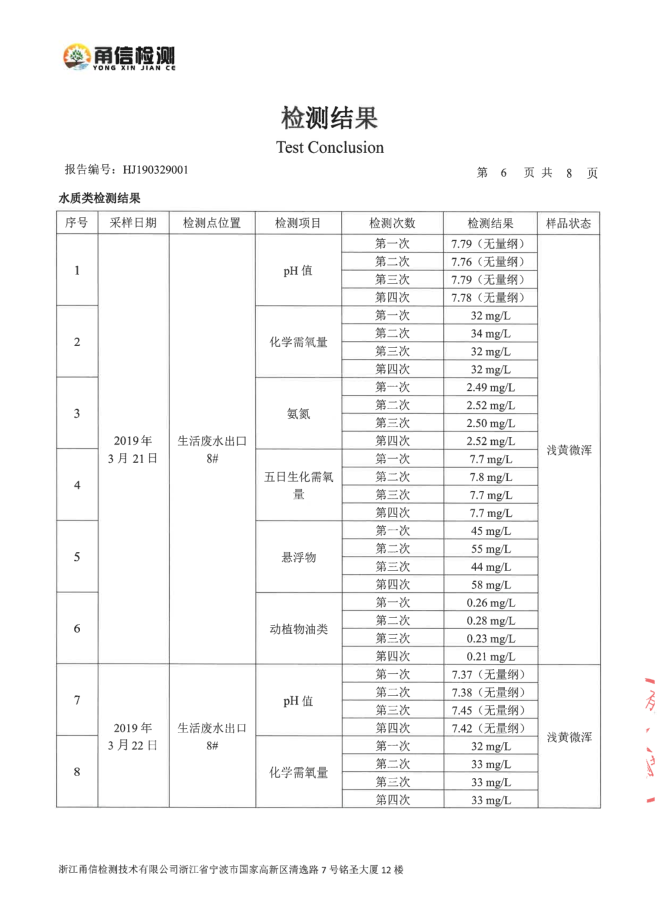 甬信检测
YONG XIN JIAN CE
检测结果
Test Conclusion
报告编号：HJ190329001
第 6 页 共 8 页
水质类检测结果
序号 采样日期 检测点位置 检测项目 检测次数 检测结果 样品状态
1 2019 年 3 月 21 日 生活废水出口 8# pH 值 第一次 7.79（无量纲） 浅黄微浑
第二次 7.76（无量纲）
第三次 7.79（无量纲）
第四次 7.78（无量纲）
2 化学需氧量 第一次 32 mg/L
第二次 34 mg/L
第三次 32 mg/L
第四次 32 mg/L
3 氨氮 第一次 2.49 mg/L
第二次 2.52 mg/L
第三次 2.50 mg/L
第四次 2.52 mg/L
4 五日生化需氧量 第一次 7.7 mg/L
第二次 7.8 mg/L
第三次 7.7 mg/L
第四次 7.7 mg/L
5 悬浮物 第一次 45 mg/L
第二次 55 mg/L
第三次 44 mg/L
第四次 58 mg/L
6 动植物油类 第一次 0.26 mg/L
第二次 0.28 mg/L
第三次 0.23 mg/L
第四次 0.21 mg/L
7 2019 年 3 月 22 日 生活废水出口 8# pH 值 第一次 7.37（无量纲） 浅黄微浑
第二次 7.38（无量纲）
第三次 7.45（无量纲）
第四次 7.42（无量纲）
8 化学需氧量 第一次 32 mg/L
第二次 33 mg/L
第三次 33 mg/L
第四次 33 mg/L
浙江甬信检测技术有限公司浙江省宁波市国家高新区清逸路 7 号铭圣大厦 12 楼